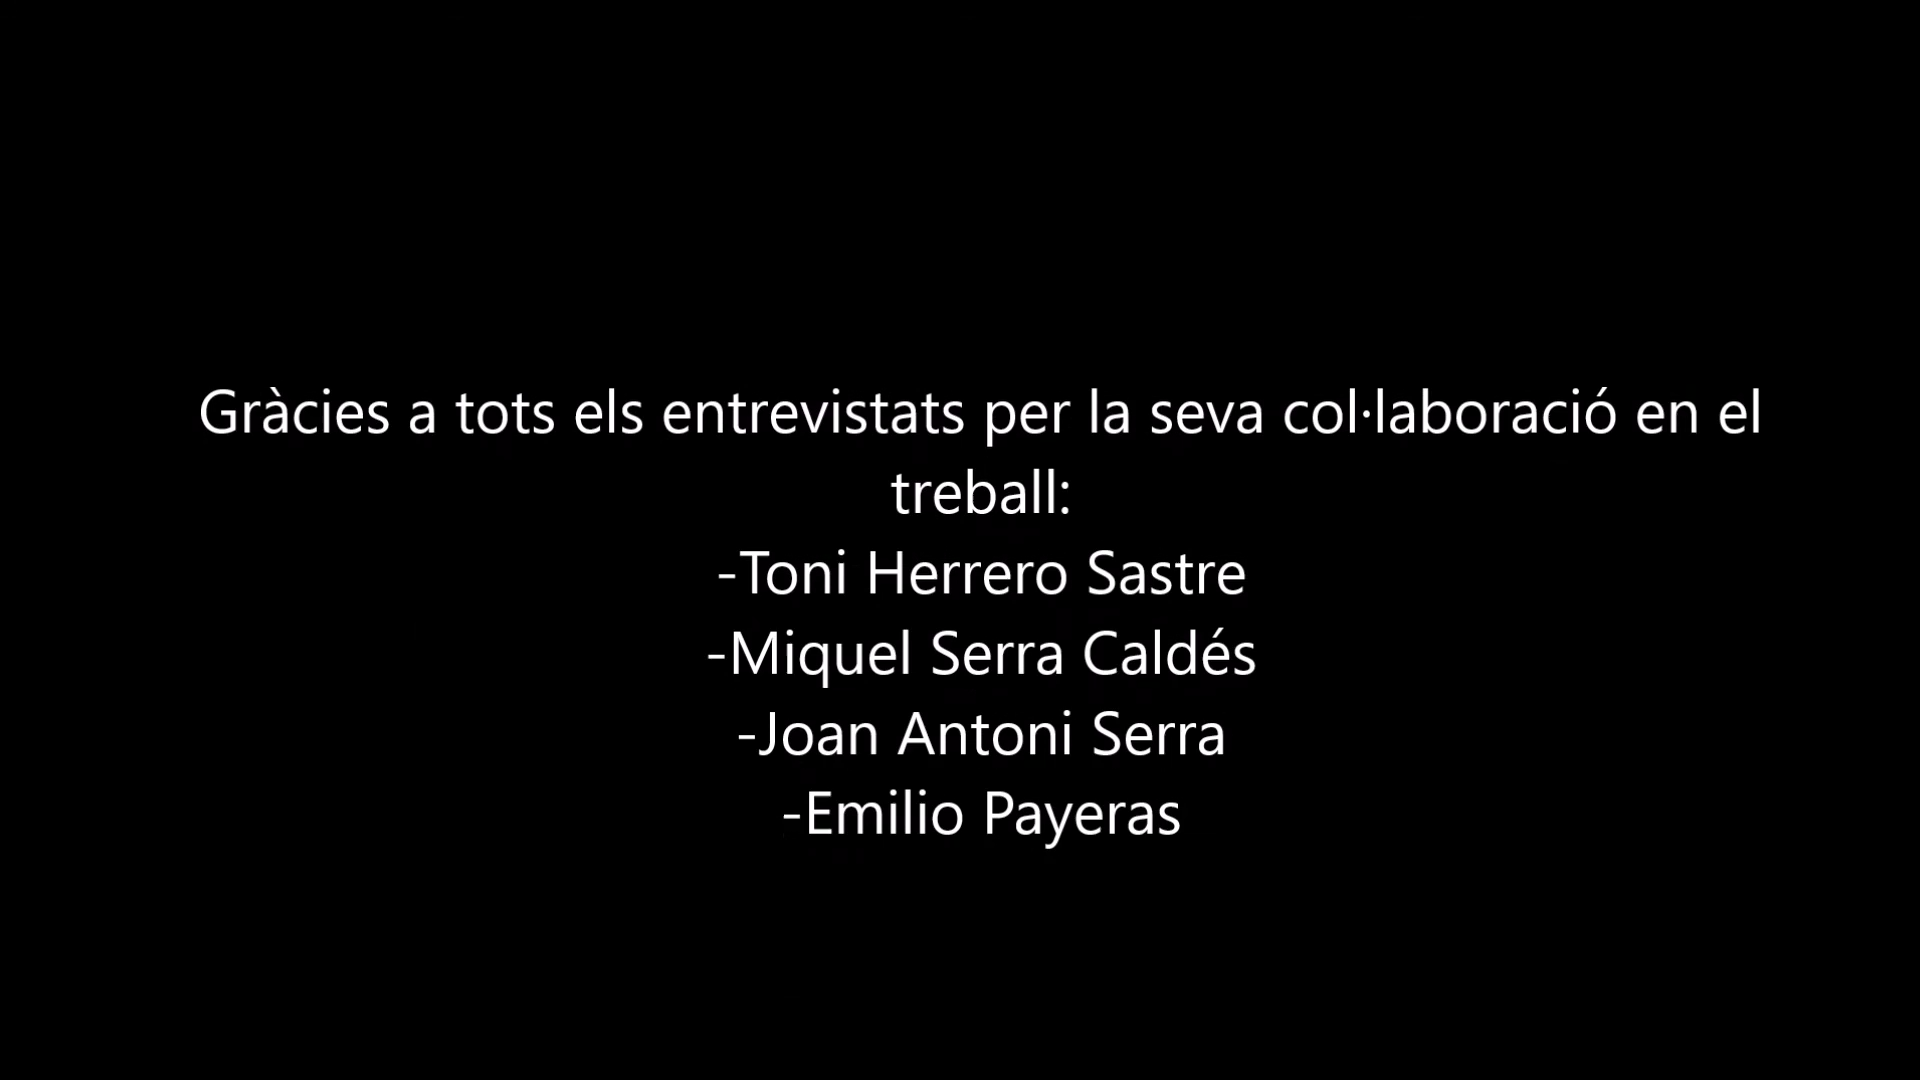 Gràcies a tots els entrevistats per la seva col·laboració en el
treball:
-Toni Herrero Sastre
-Miquel Serra Caldés
-Joan Antoni Serra
-Emilio Payeras